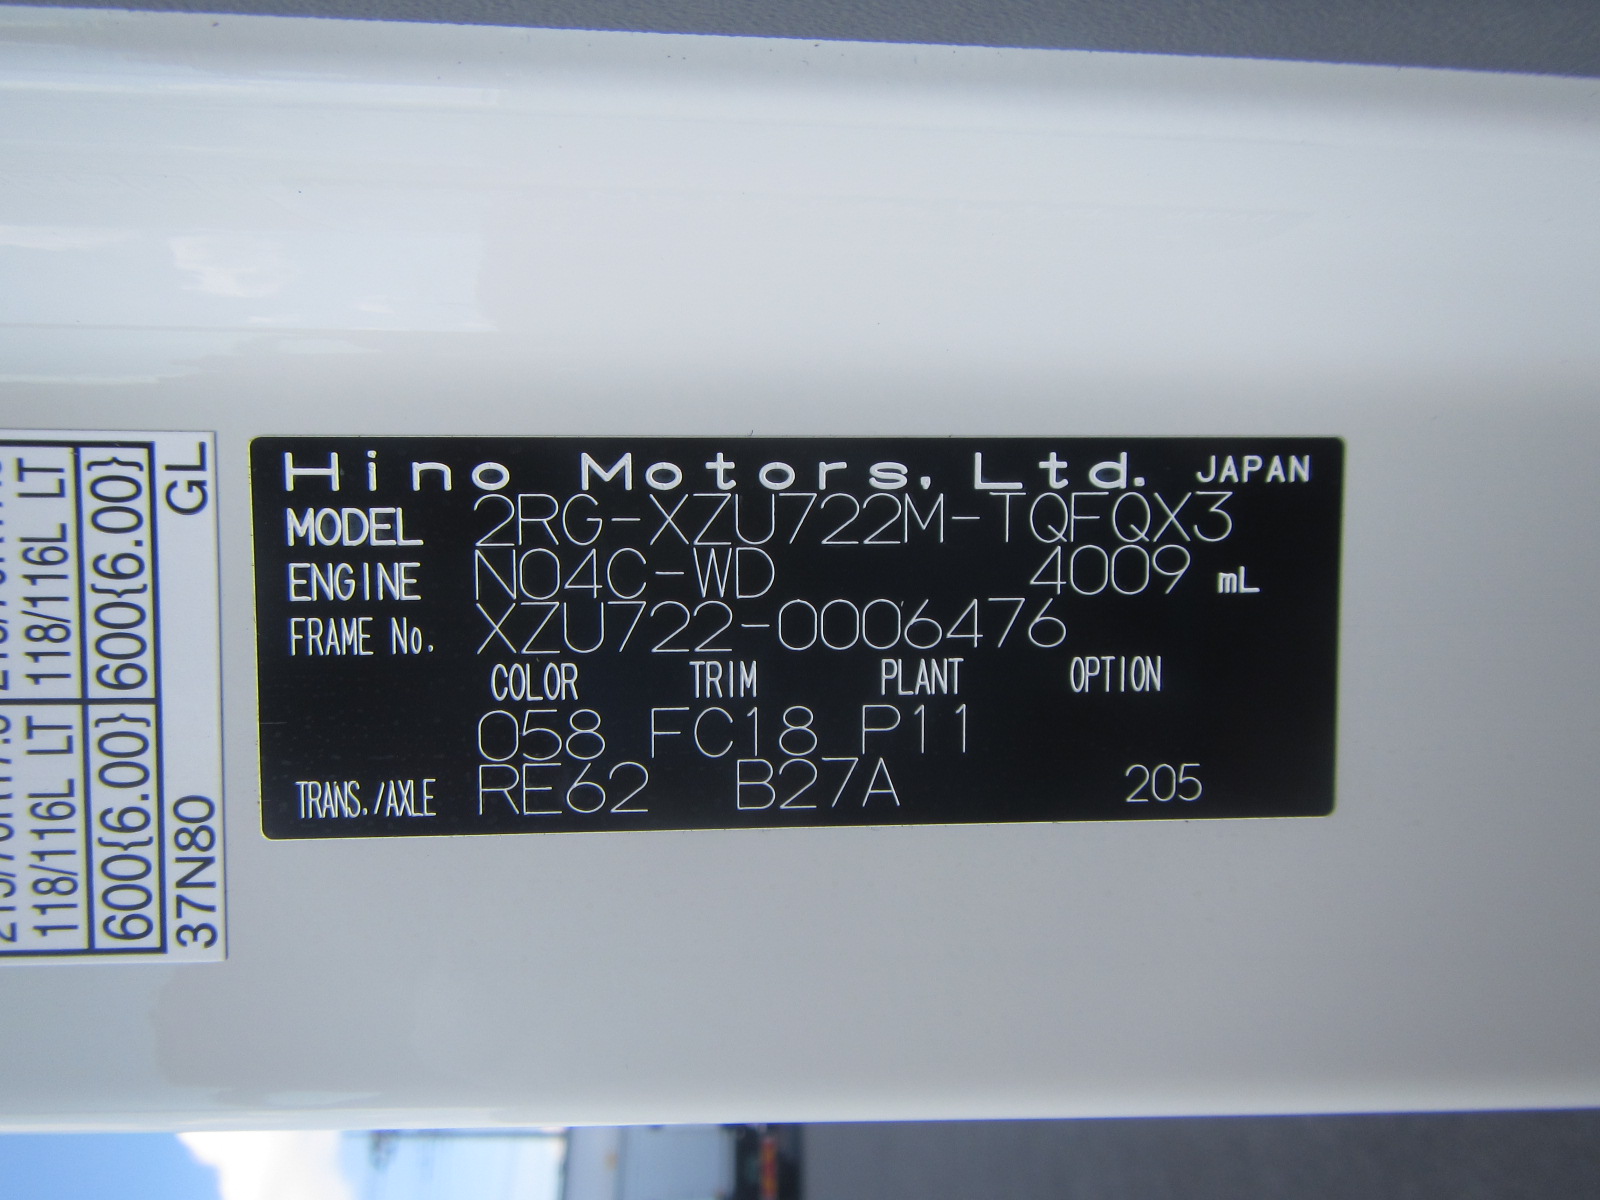 Hino Motors, Ltd. JAPAN
MODEL 2RG-XZU722M-TQFQX3
ENGINE N04C-WD 4009 mL
FRAME No. XZU722-0006476
COLOR TRIM PLANT OPTION
058 FC18 P11
TRANS./AXLE RE62 B27A 205
118/116L LT 118/116L LT
600{6.00} 600{6.00}
37N80 GL